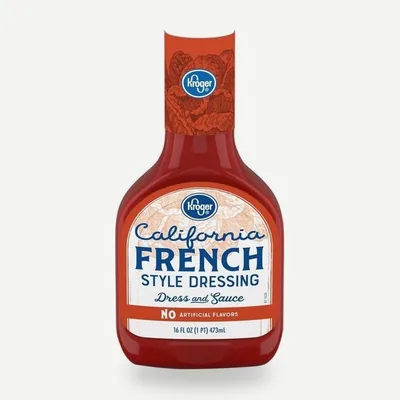 Kroger®
Kroger®
California
FRENCH
STYLE DRESSING
Dress and Sauce
NO ARTIFICIAL FLAVORS
16 FL OZ (1 PT) 473mL